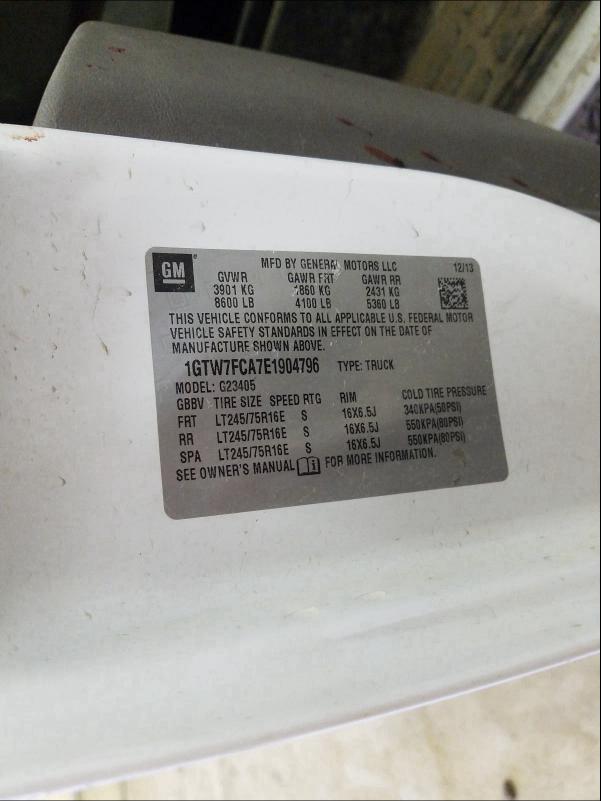 GM
MFD BY GENERAL MOTORS LLC 12/13
GVWR GAWR FRT GAWR RR
3901 KG 1860 KG 2431 KG
8600 LB 4100 LB 5360 LB
THIS VEHICLE CONFORMS TO ALL APPLICABLE U.S. FEDERAL MOTOR
VEHICLE SAFETY STANDARDS IN EFFECT ON THE DATE OF
MANUFACTURE SHOWN ABOVE.
1GTW7FCA7E1904796 TYPE: TRUCK
MODEL: G23405
GBBV TIRE SIZE SPEED RTG RIM COLD TIRE PRESSURE
FRT LT245/75R16E S 16X6.5J 340KPA(50PSI)
RR LT245/75R16E S 16X6.5J 550KPA(80PSI)
SPA LT245/75R16E S 16X6.5J 550KPA(80PSI)
SEE OWNER'S MANUAL FOR MORE INFORMATION.